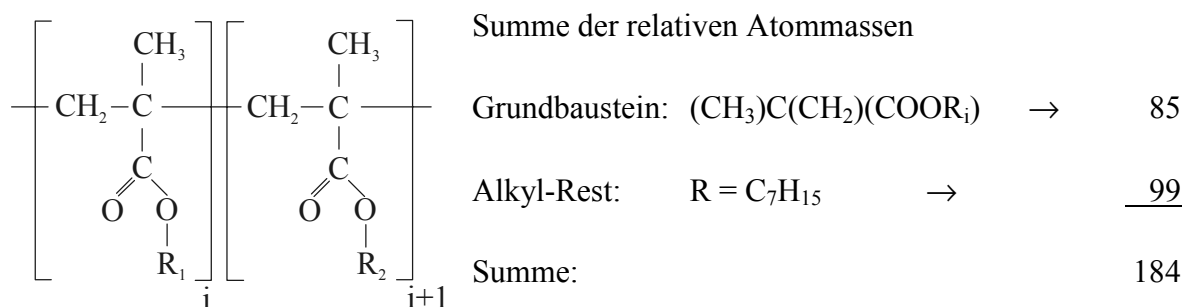 Summe der relativen Atommassen
CH₃ CH₃
CH₂ C CH₂ C
Grundbaustein: (CH₃)C(CH₂)(COORᵢ) → 85
C C
O O O O
Alkyl-Rest: R = C₇H₁₅ → 99
R₁ R₂
Summe: 184
i i+1